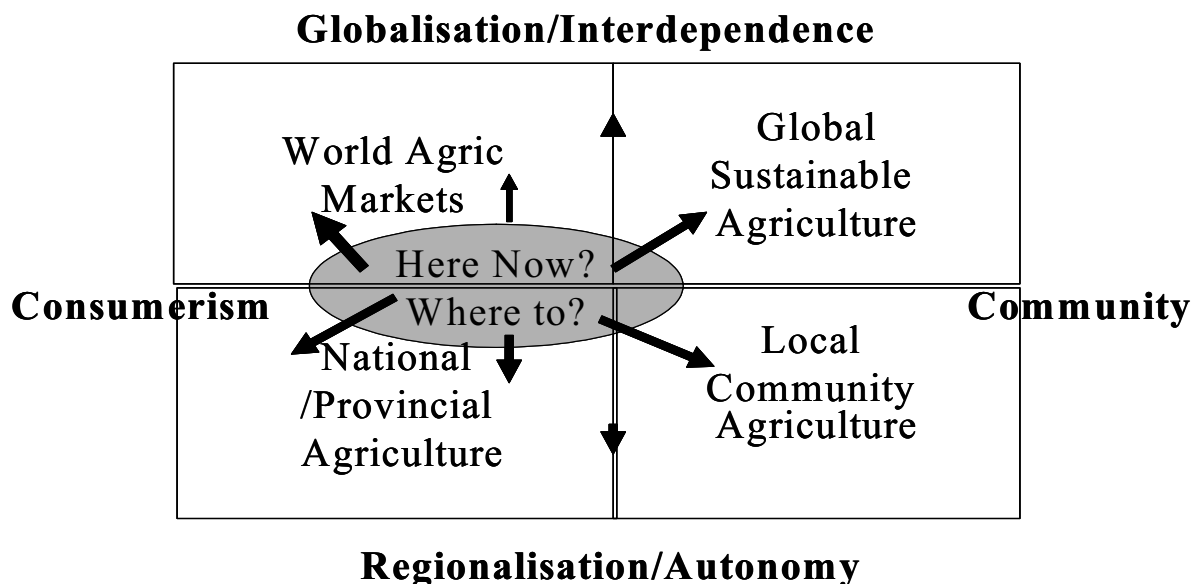 Globalisation/Interdependence
World Agric
Markets
Global
Sustainable
Agriculture
Here Now?
Consumerism
Where to?
Community
National
/Provincial
Agriculture
Local
Community
Agriculture
Regionalisation/Autonomy